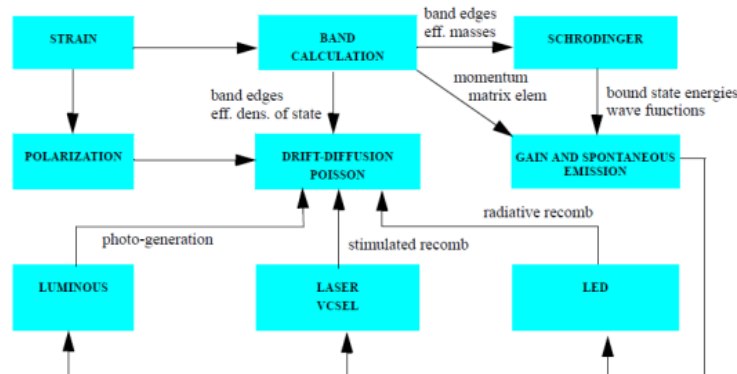 STRAIN
BAND
CALCULATION
band edges
eff. masses
SCHRODINGER
band edges
eff. dens. of state
momentum
matrix elem
bound state energies
wave functions
POLARIZATION
DRIFT-DIFFUSION
POISSON
GAIN AND SPONTANEOUS
EMISSION
photo-generation
stimulated recomb
radiative recomb
LUMINOUS
LASER
VCSEL
LED